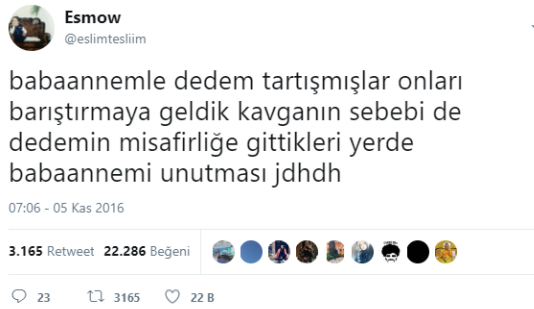 Esmow
@eslimtesliim
babaannemle dedem tartışmışlar onları
barıştırmaya geldik kavganın sebebi de
dedemin misafirliğe gittikleri yerde
babaannemi unutması jdhdh
07:06 - 05 Kas 2016
3.165 Retweet 22.286 Beğeni
23 3165 22 B